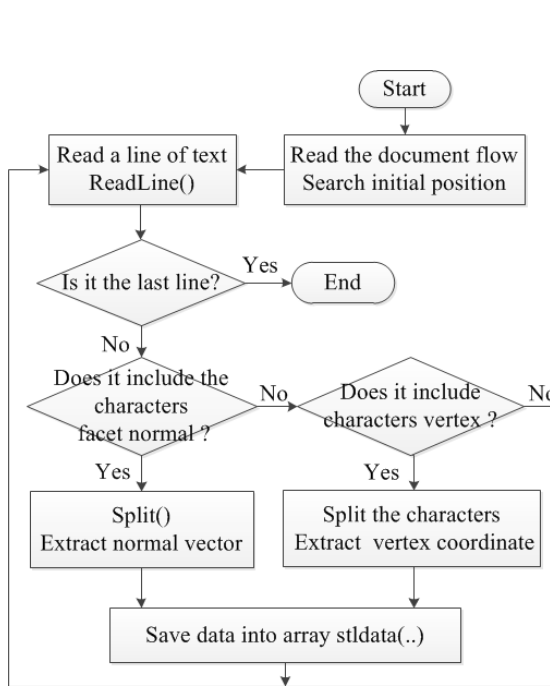 Start
Read the document flow
Search initial position
Read a line of text
ReadLine()
Is it the last line?
Yes
End
No
Does it include the
characters
facet normal ?
No
Does it include
characters vertex ?
No
Yes
Yes
Split()
Extract normal vector
Split the characters
Extract vertex coordinate
Save data into array stldata(..)